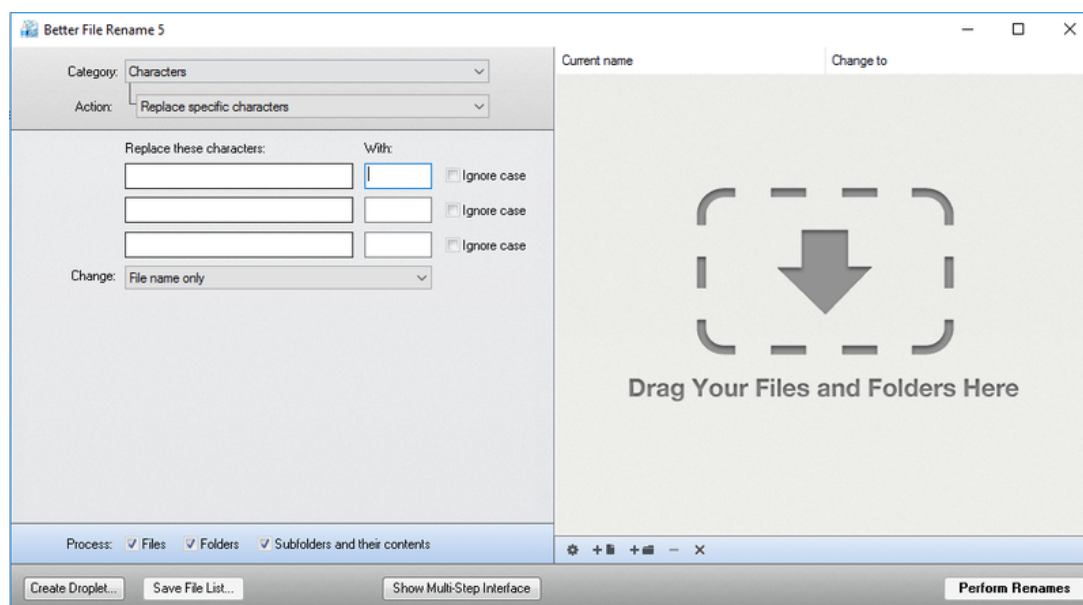 Better File Rename 5
Category: Characters
Action: Replace specific characters
Replace these characters: With:
Ignore case
Ignore case
Ignore case
Change: File name only
Process: Files Folders Subfolders and their contents
Create Droplet... Save File List... Show Multi-Step Interface
Current name Change to
Drag Your Files and Folders Here
Perform Renames